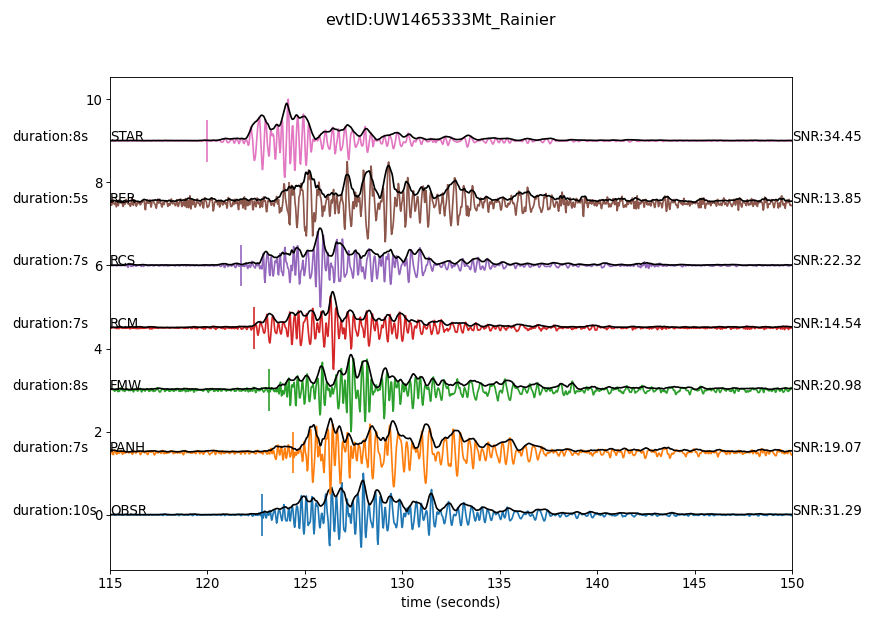 evtID:UW1465333Mt_Rainier
10
duration:8s STAR SNR:34.45
8
duration:5s RER SNR:13.85
duration:7s RCS SNR:22.32
6
duration:7s RCM SNR:14.54
4
duration:8s FMW SNR:20.98
2
duration:7s PANH SNR:19.07
duration:10s OBSR SNR:31.29
0
115 120 125 130 135 140 145 150
time (seconds)